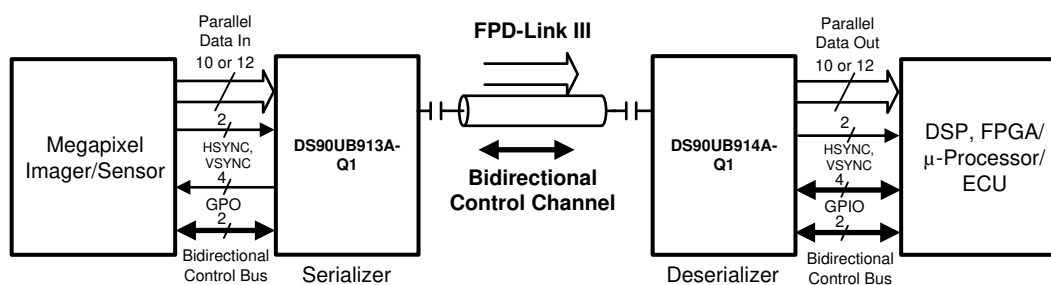 Parallel
Data In
10 or 12
2
HSYNC,
VSYNC
4
GPO
2
Bidirectional
Control Bus
Megapixel
Imager/Sensor
DS90UB913A-
Q1
Serializer
FPD-Link III
Bidirectional
Control Channel
DS90UB914A-
Q1
Deserializer
Parallel
Data Out
10 or 12
2
HSYNC,
VSYNC
4
GPIO
2
Bidirectional
Control Bus
DSP, FPGA/
μ-Processor/
ECU